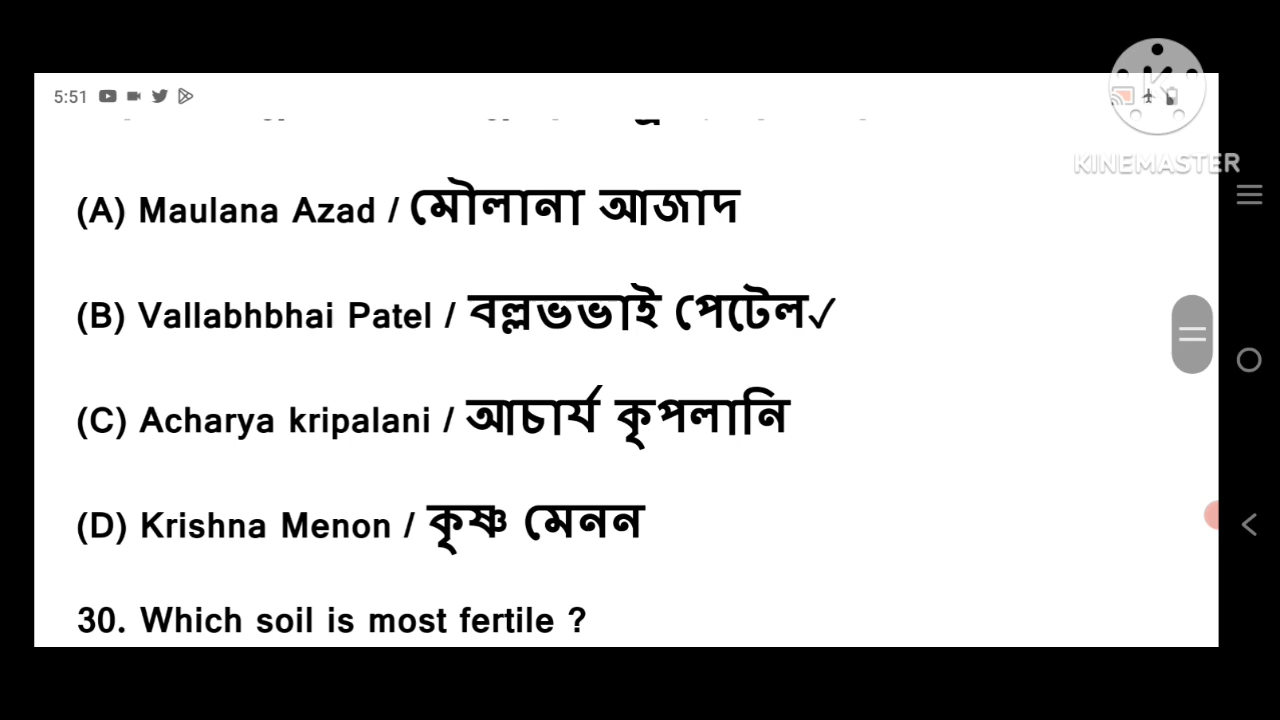 5:51
KINEMASTER
(A) Maulana Azad / মৌলানা আজাদ
(B) Vallabhbhai Patel / বল্লভভাই পেটেল✓
(C) Acharya kripalani / আচার্য কৃপলানি
(D) Krishna Menon / কৃষ্ণ মেনন
30. Which soil is most fertile ?